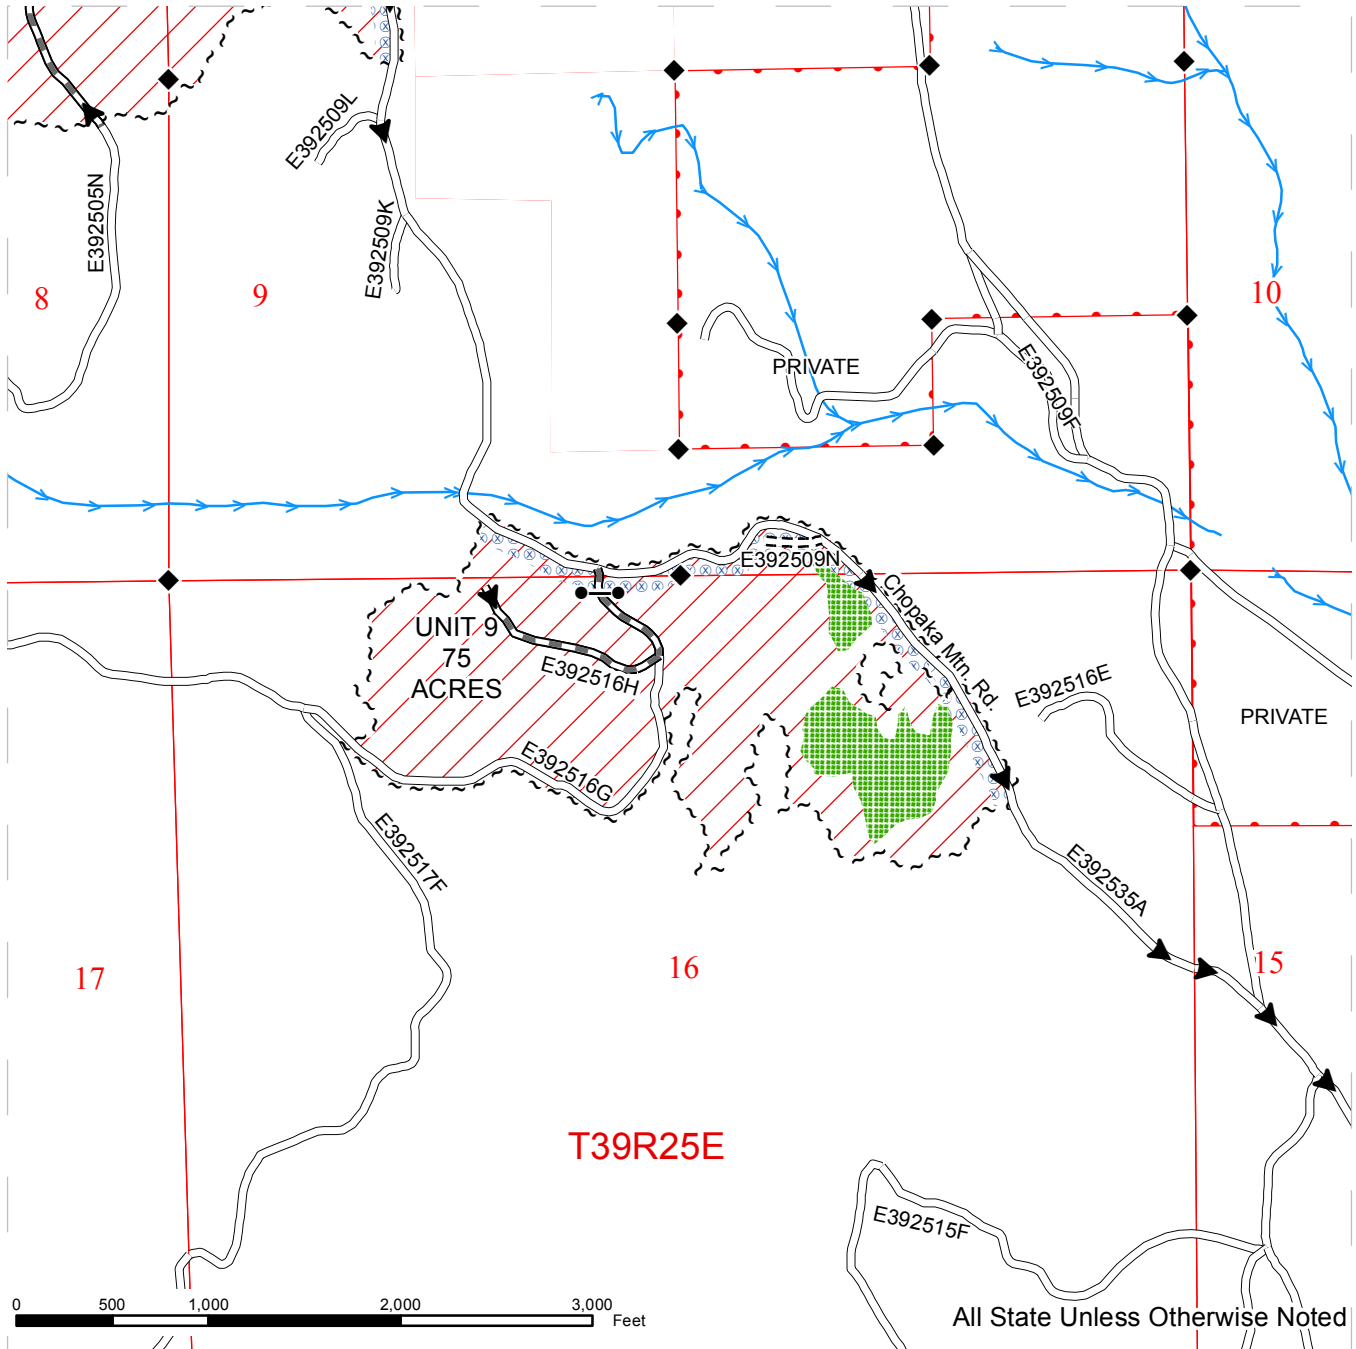 E392509L
E392505N
E392509K
8
9
10
PRIVATE
E392509F
E392509N
Chopaka Mtn. Rd.
UNIT 9
75
ACRES
E392516H
E392516E
PRIVATE
E392516G
E392517F
E392535A
17
16
15
T39R25E
E392515F
0 500 1,000 2,000 3,000
Feet
All State Unless Otherwise Noted